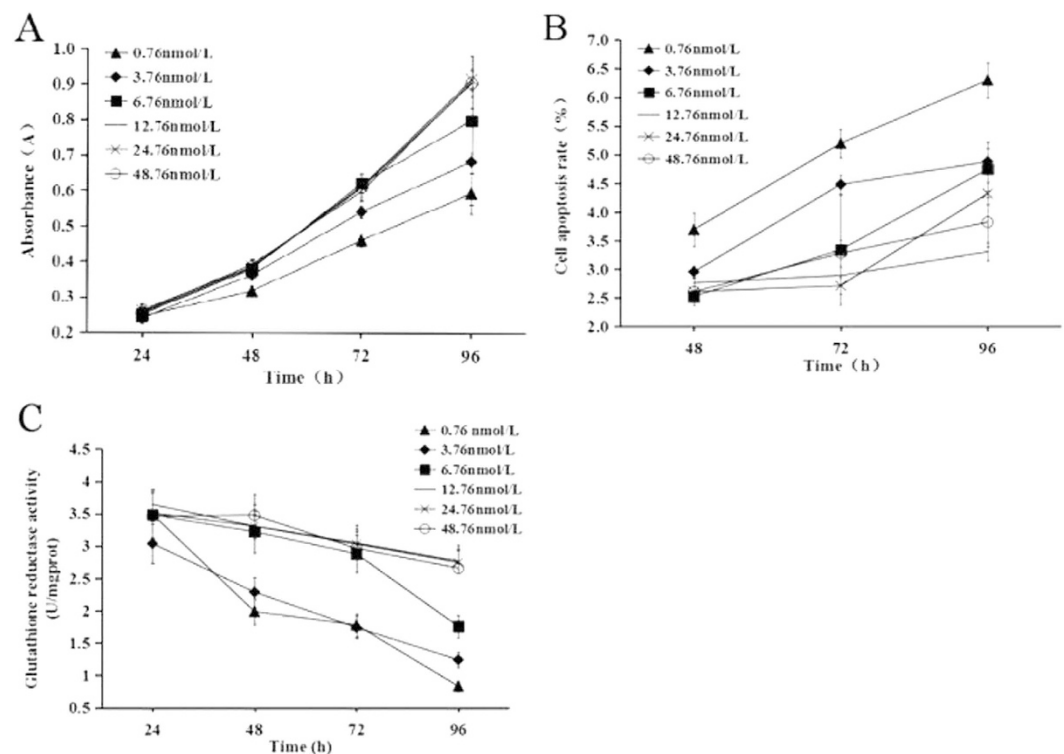 A
1.0
0.9
0.8
0.7
0.6
0.5
0.4
0.3
0.2
24
48
72
96
Absorbance（A）
Time（h）
0.76nmol/L
3.76nmol/L
6.76nmol/L
12.76nmol/L
24.76nmol/L
48.76nmol/L
B
7.0
6.5
6.0
5.5
5.0
4.5
4.0
3.5
3.0
2.5
2.0
48
72
96
Cell apoptosis rate（%）
Time（h）
0.76nmol/L
3.76nmol/L
6.76nmol/L
12.76nmol/L
24.76nmol/L
48.76nmol/L
C
4.5
4
3.5
3
2.5
2
1.5
1
0.5
24
48
72
96
Glutathione reductase activity
(U/mgprot)
Time (h)
0.76 nmol/L
3.76nmol/L
6.76nmol/L
12.76nmol/L
24.76nmol/L
48.76nmol/L